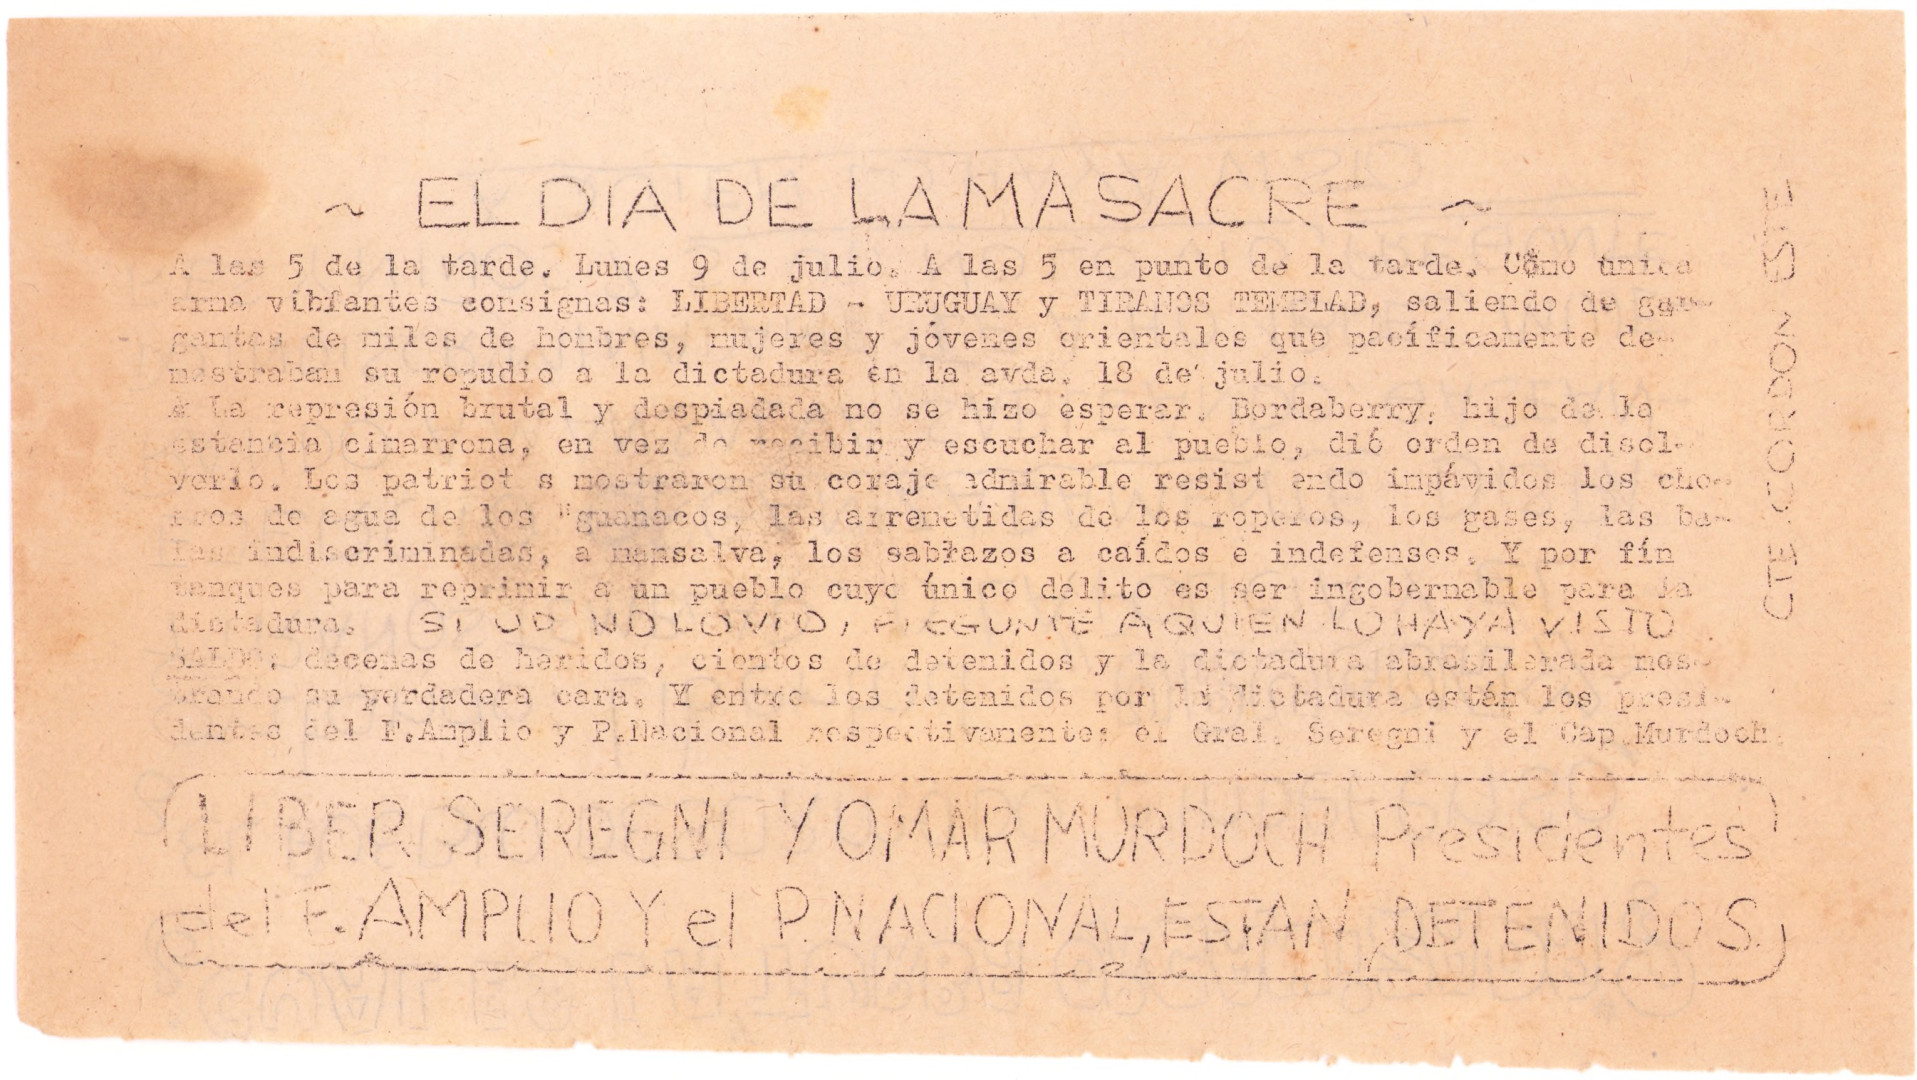 ~ EL DIA DE LA MASACRE ~
A las 5 de la tarde. Lunes 9 de julio. A las 5 en punto de la tarde. Cómo única
arma vibfantes consignas: LIBERTAD - URUGUAY y TIRANOS TEMBLAD, saliendo de gar-
gantas de miles de hombres, mujeres y jóvenes orientales que pacíficamente de-
mostraban su repudio a la dictadura en la avda. 18 de julio.
La represión brutal y despiadada no se hizo esperar. Bordaberry, hijo de la
estancia cimarrona, en vez de recibir y escuchar al pueblo, dió orden de disol-
verlo. Los patriot s mostraron su coraje admirable resist endo impávidos los cho-
rros de agua de los "guanacos, las arremetidas de los roperos, los gases, las ba-
las indiscriminadas, a mansalva, los sablazos a caídos e indefensos. Y por fín
tanques para reprimir a un pueblo cuyo único delito es ser ingobernable para la
dictadura. SI UD NO LO VIO, PREGUNTE A QUIEN LO HAYA VISTO
SALDO: decenas de heridos, cientos de detenidos y la dictadura abrasilerada mos-
trando su verdadera cara. Y entre los detenidos por la dictadura están los presi-
dentes del F.Amplio y P.Nacional respectivamente: el Gral. Seregni y el Cap.Murdoch.
LIBER SEREGNI Y OMAR MURDOCH Presidentes
del F. AMPLIO Y el P. NACIONAL, ESTAN DETENIDOS.
CTE. CORDON ESTE